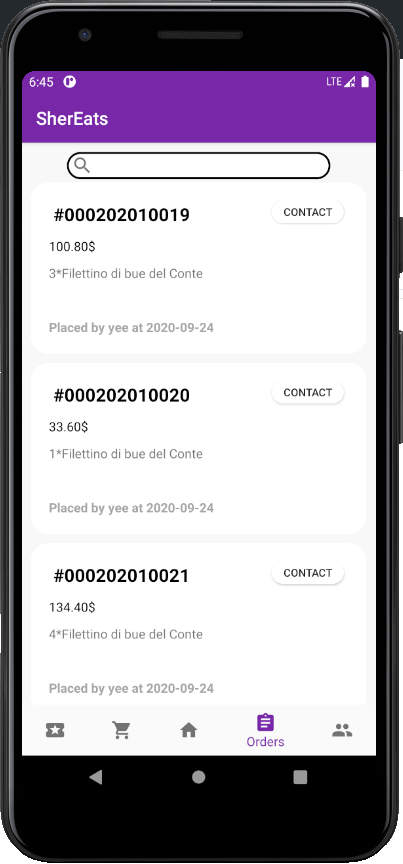 6:45
LTE
SherEats
#000202010019
CONTACT
100.80$
3*Filettino di bue del Conte
Placed by yee at 2020-09-24
#000202010020
CONTACT
33.60$
1*Filettino di bue del Conte
Placed by yee at 2020-09-24
#000202010021
CONTACT
134.40$
4*Filettino di bue del Conte
Placed by yee at 2020-09-24
Orders